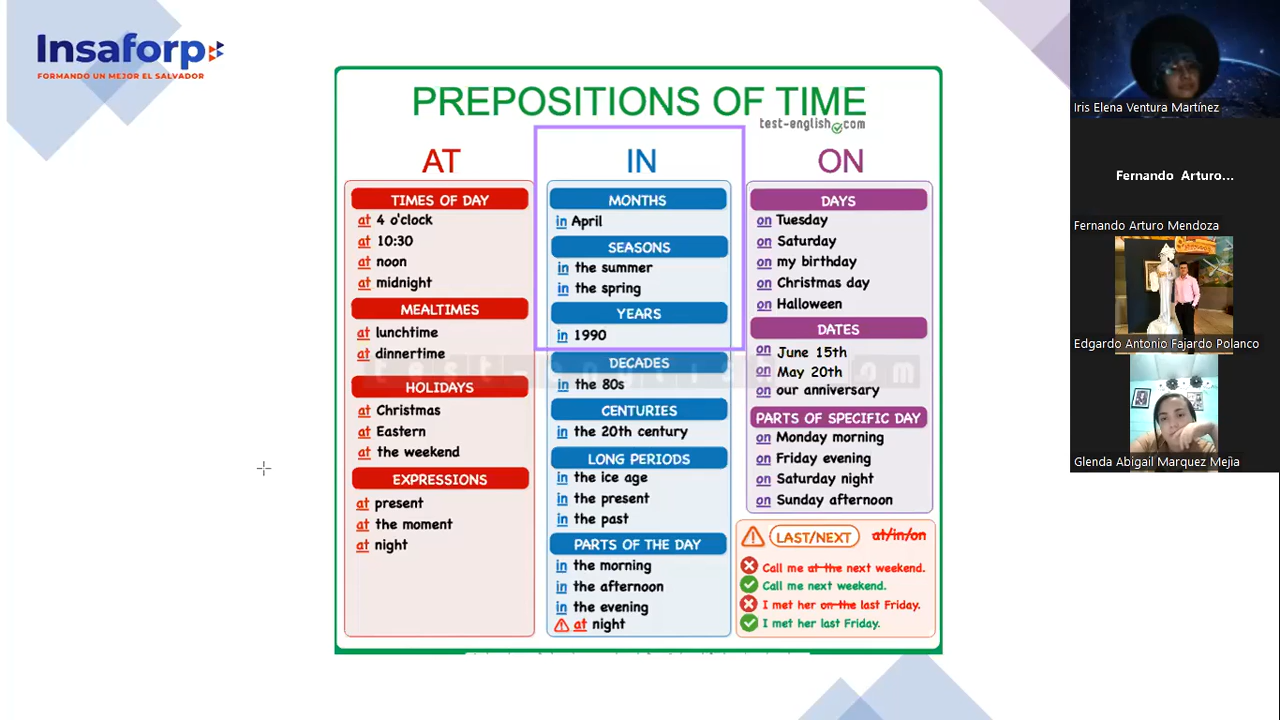 Insaforp
FORMANDO UN MEJOR EL SALVADOR
PREPOSITIONS OF TIME
test-english.com
AT
TIMES OF DAY
at 4 o'clock
at 10:30
at noon
at midnight
MEALTIMES
at lunchtime
at dinnertime
HOLIDAYS
at Christmas
at Eastern
at the weekend
EXPRESSIONS
at present
at the moment
at night
IN
MONTHS
in April
SEASONS
in the summer
in the spring
YEARS
in 1990
DECADES
in the 80s
CENTURIES
in the 20th century
LONG PERIODS
in the ice age
in the present
in the past
PARTS OF THE DAY
in the morning
in the afternoon
in the evening
at night
ON
DAYS
on Tuesday
on Saturday
on my birthday
on Christmas day
on Halloween
DATES
on June 15th
on May 20th
on our anniversary
PARTS OF SPECIFIC DAY
on Monday morning
on Friday evening
on Saturday night
on Sunday afternoon
LAST/NEXT at/in/on
Call me at the next weekend.
Call me next weekend.
I met her on the last Friday.
I met her last Friday.
test-english.com
Iris Elena Ventura Martínez
Fernando Arturo...
Fernando Arturo Mendoza
Edgardo Antonio Fajardo Polanco
Glenda Abigail Marquez Mejia